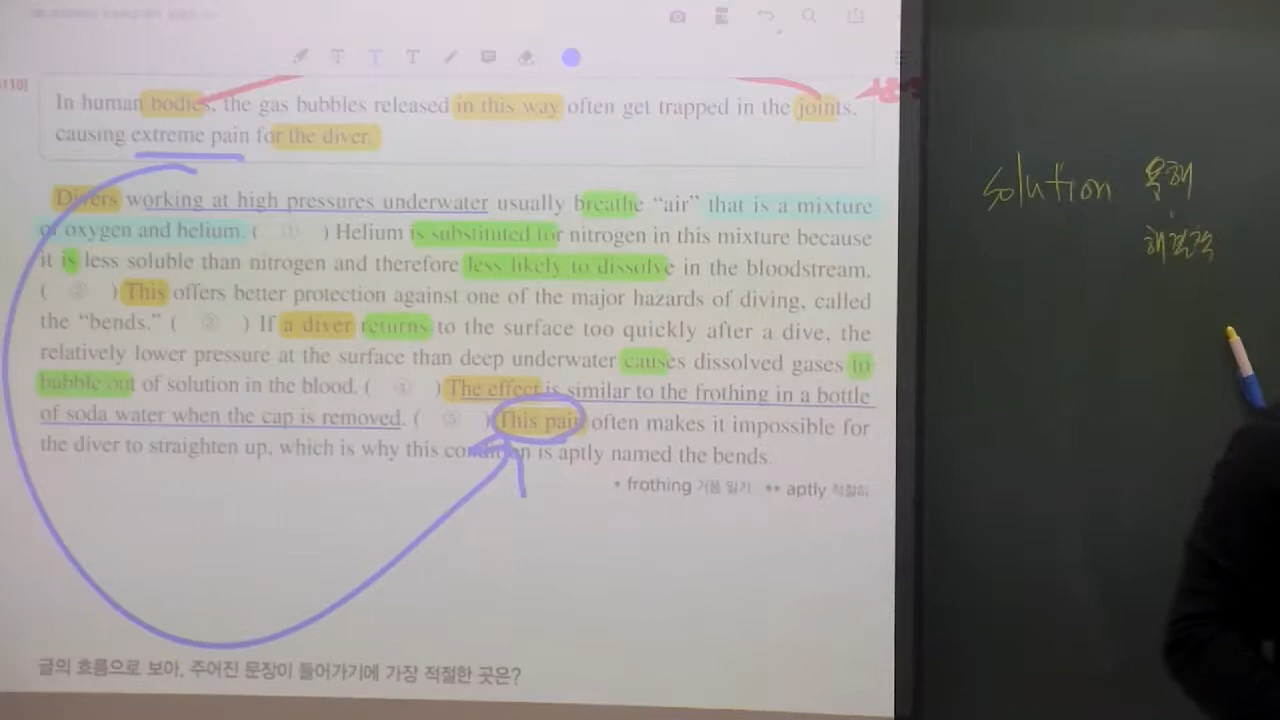 110]
In human bodies, the gas bubbles released in this way often get trapped in the joints,
causing extreme pain for the diver.
Divers working at high pressures underwater usually breathe “air” that is a mixture
of oxygen and helium. ( ① ) Helium is substituted for nitrogen in this mixture because
it is less soluble than nitrogen and therefore less likely to dissolve in the bloodstream.
( ② ) This offers better protection against one of the major hazards of diving, called
the “bends.” ( ③ ) If a diver returns to the surface too quickly after a dive, the
relatively lower pressure at the surface than deep underwater causes dissolved gases to
bubble out of solution in the blood. ( ④ ) The effect is similar to the frothing in a bottle
of soda water when the cap is removed. ( ⑤ ) This pain often makes it impossible for
the diver to straighten up, which is why this condition is aptly named the bends.
* frothing 거품 일기 ** aptly 적절히
글의 흐름으로 보아, 주어진 문장이 들어가기에 가장 적절한 곳은?
solution 용해
해결책